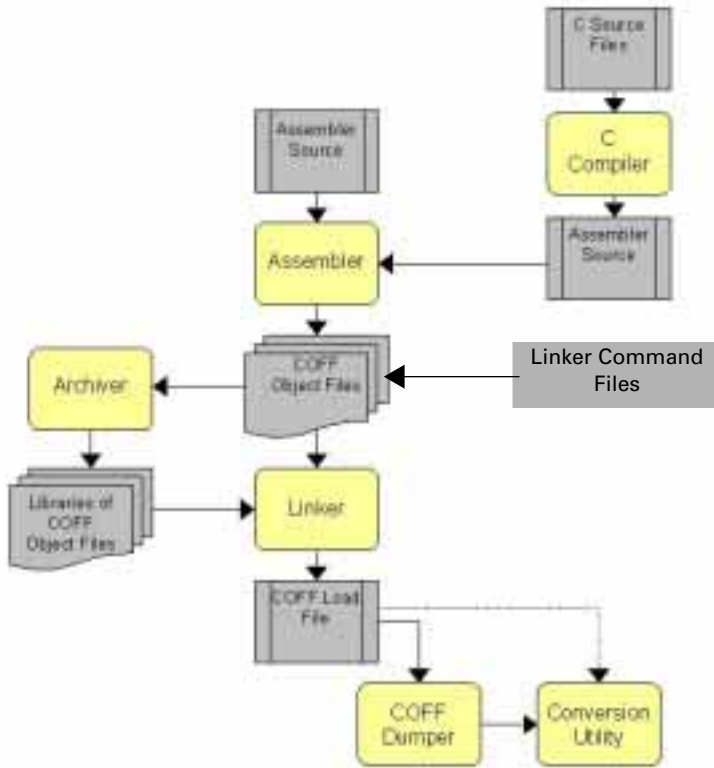 C Source
Files
Assembler
Source
C
Compiler
Assembler
Assembler
Source
COFF
Object Files
Linker Command
Files
Archiver
Libraries of
COFF
Object Files
Linker
COFF Load
File
COFF
Dumper
Conversion
Utility